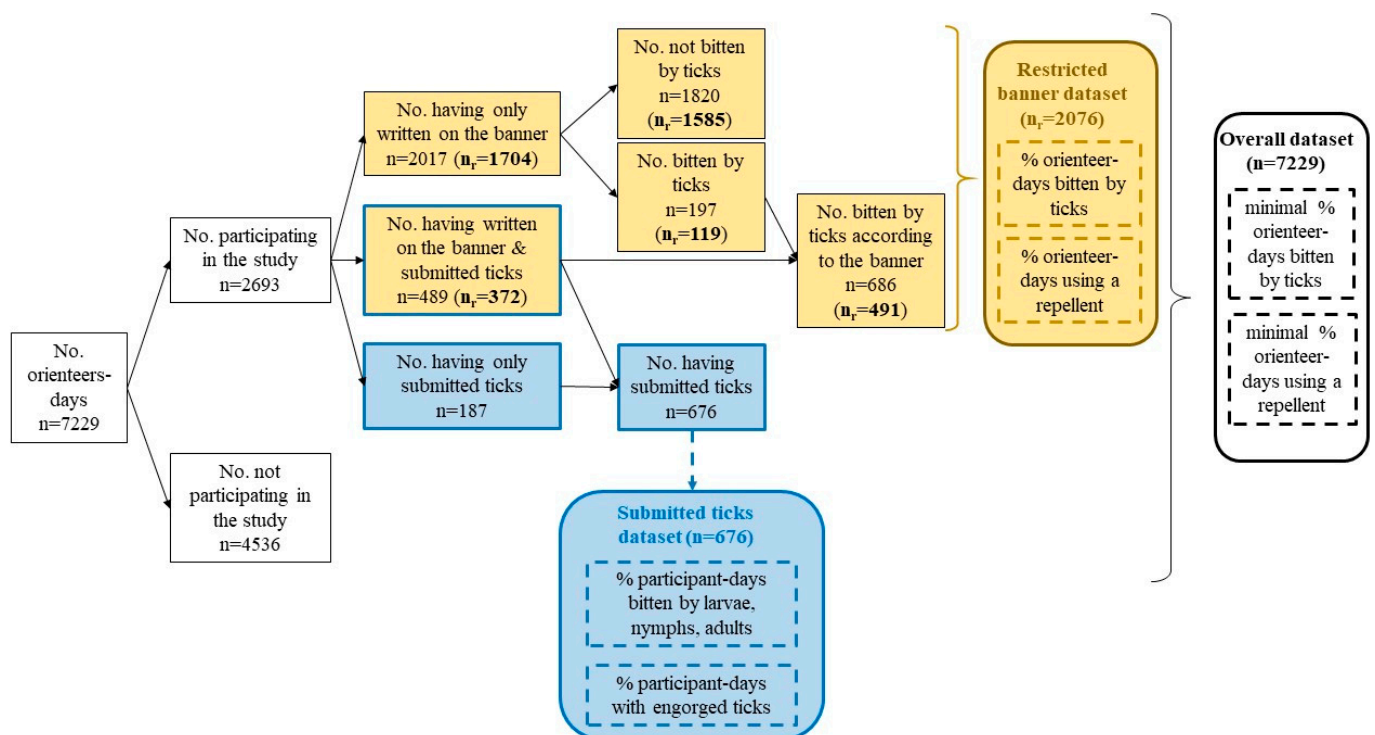 No.
orienteers-
days
n=7229
No. participating
in the study
n=2693
No. not
participating in
the study
n=4536
No. having only
written on the banner
n=2017 (nᵣ=1704)
No. having written
on the banner &
submitted ticks
n=489 (nᵣ=372)
No. having only
submitted ticks
n=187
No. not bitten
by ticks
n=1820
(nᵣ=1585)
No. bitten by
ticks
n=197
(nᵣ=119)
No. having
submitted ticks
n=676
No. bitten by
ticks according
to the banner
n=686
(nᵣ=491)
Submitted ticks
dataset (n=676)
% participant-days
bitten by larvae,
nymphs, adults
% participant-days
with engorged ticks
Restricted
banner dataset
(nᵣ=2076)
% orienteer-
days bitten by
ticks
% orienteer-
days using a
repellent
Overall dataset
(n=7229)
minimal %
orienteer-
days bitten
by ticks
minimal %
orienteer-
days using a
repellent